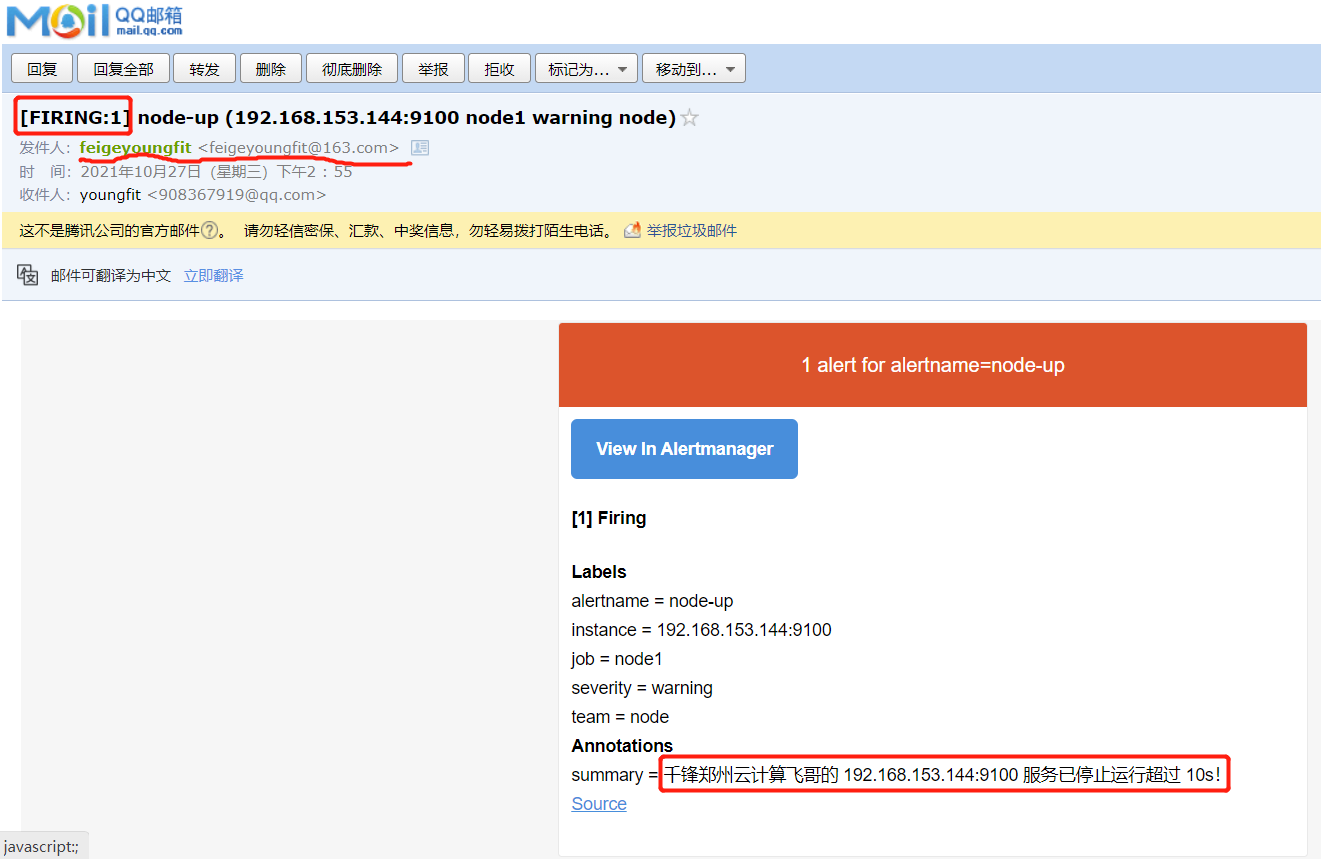 Mail QQ邮箱
mail.qq.com
回复 回复全部 转发 删除 彻底删除 举报 拒收 标记为... 移动到...
[FIRING:1] node-up (192.168.153.144:9100 node1 warning node)
发件人：feigeyoungfit <feigeyoungfit@163.com>
时 间：2021年10月27日（星期三）下午2：55
收件人：youngfit <908367919@qq.com>
这不是腾讯公司的官方邮件?。 请勿轻信密保、汇款、中奖信息，勿轻易拨打陌生电话。 举报垃圾邮件
邮件可翻译为中文 立即翻译
1 alert for alertname=node-up
View In Alertmanager
[1] Firing
Labels
alertname = node-up
instance = 192.168.153.144:9100
job = node1
severity = warning
team = node
Annotations
summary = 千锋郑州云计算飞哥的 192.168.153.144:9100 服务已停止运行超过 10s！
Source
javascript:;